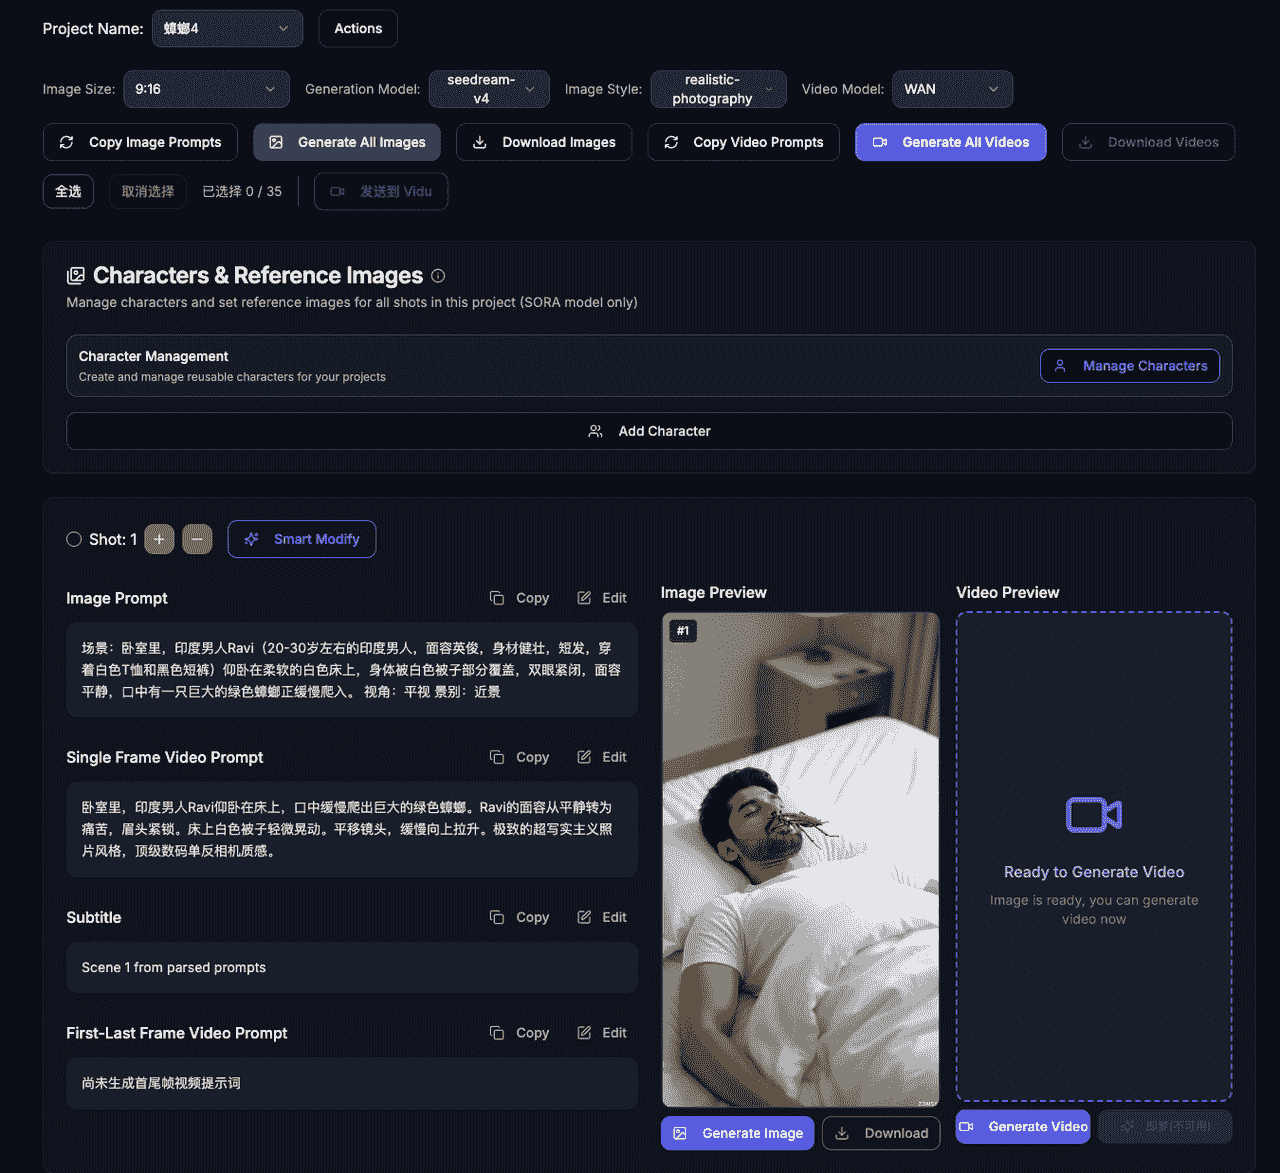 Project Name: 蟑螂4 Actions
Image Size: 9:16 Generation Model: seedream-v4 Image Style: realistic-photography Video Model: WAN
Copy Image Prompts Generate All Images Download Images Copy Video Prompts Generate All Videos Download Videos
全选 取消选择 已选择 0 / 35 发送到 Vidu
Characters & Reference Images
Manage characters and set reference images for all shots in this project (SORA model only)
Character Management
Create and manage reusable characters for your projects
Manage Characters
Add Character
Shot: 1 + − Smart Modify
Image Prompt Copy Edit
场景：卧室里，印度男人Ravi（20-30岁左右的印度男人，面容英俊，身材健壮，短发，穿
着白色T恤和黑色短裤）仰卧在柔软的白色床上，身体被白色被子部分覆盖，双眼紧闭，面容
平静，口中有一只巨大的绿色蟑螂正缓慢爬入。 视角：平视 景别：近景
Single Frame Video Prompt Copy Edit
卧室里，印度男人Ravi仰卧在床上，口中缓慢爬出巨大的绿色蟑螂。Ravi的面容从平静转为
痛苦，眉头紧锁。床上白色被子轻微晃动。平移镜头，缓慢向上拉升。极致的超写实主义照
片风格，顶级数码单反相机质感。
Subtitle Copy Edit
Scene 1 from parsed prompts
First-Last Frame Video Prompt Copy Edit
尚未生成首尾帧视频提示词
Image Preview
#1
Generate Image Download
Video Preview
Ready to Generate Video
Image is ready, you can generate
video now
Generate Video 即梦(不可用)